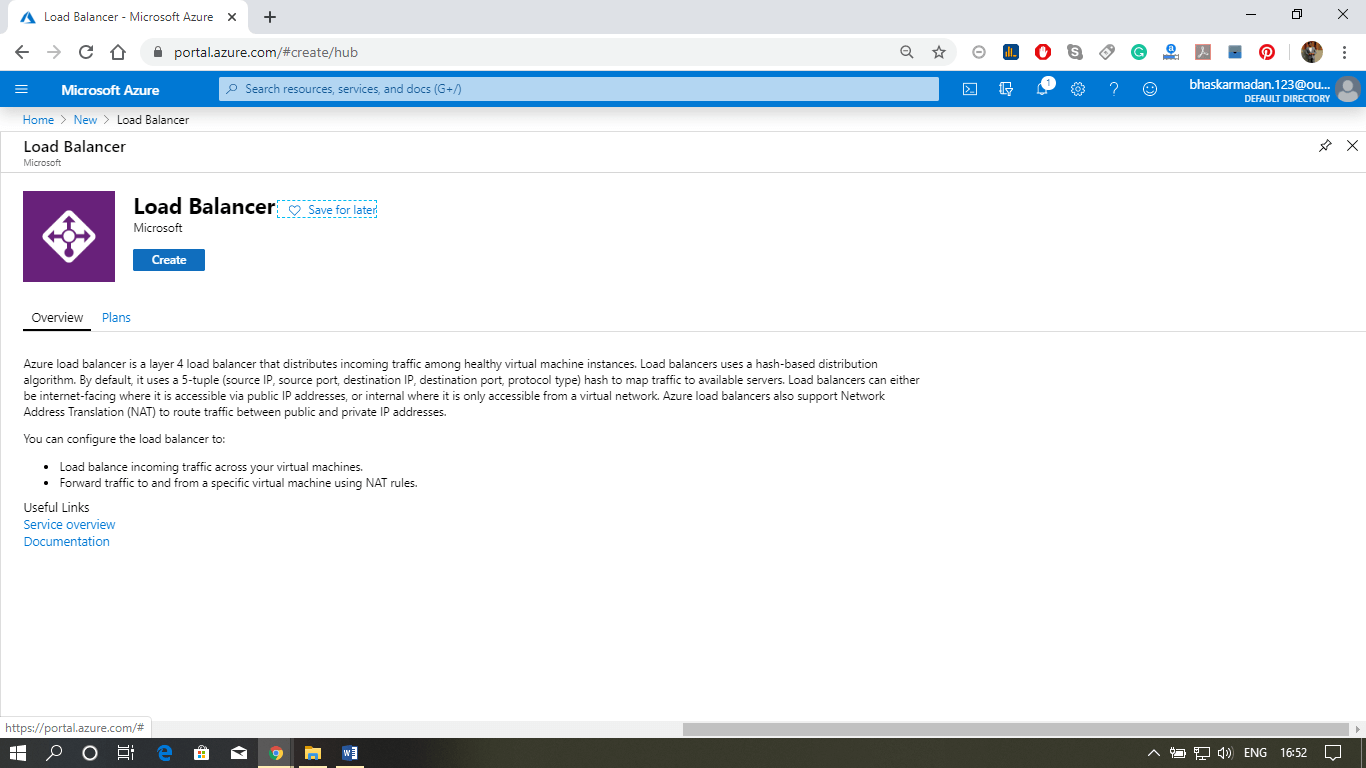 Load Balancer - Microsoft Azure
portal.azure.com/#create/hub
Microsoft Azure
Search resources, services, and docs (G+/)
1
bhaskarmadan.123@ou...
DEFAULT DIRECTORY
Home > New > Load Balancer
Load Balancer
Microsoft
Load Balancer
Save for later
Microsoft
Create
Overview
Plans
Azure load balancer is a layer 4 load balancer that distributes incoming traffic among healthy virtual machine instances. Load balancers uses a hash-based distribution
algorithm. By default, it uses a 5-tuple (source IP, source port, destination IP, destination port, protocol type) hash to map traffic to available servers. Load balancers can either
be internet-facing where it is accessible via public IP addresses, or internal where it is only accessible from a virtual network. Azure load balancers also support Network
Address Translation (NAT) to route traffic between public and private IP addresses.
You can configure the load balancer to:
• Load balance incoming traffic across your virtual machines.
• Forward traffic to and from a specific virtual machine using NAT rules.
Useful Links
Service overview
Documentation
https://portal.azure.com/#
ENG
16:52